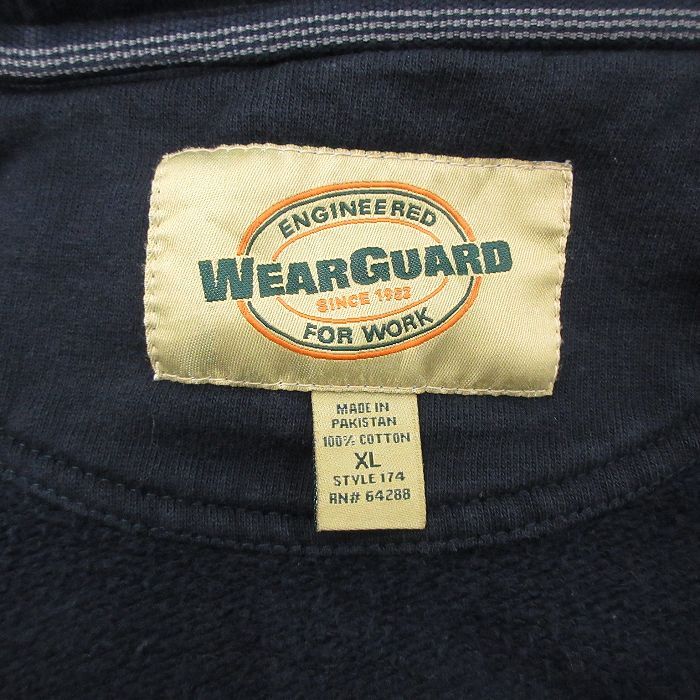 ENGINEERED
WEARGUARD
SINCE 1952
FOR WORK
MADE IN
PAKISTAN
100% COTTON
XL
STYLE 174
RN# 64288